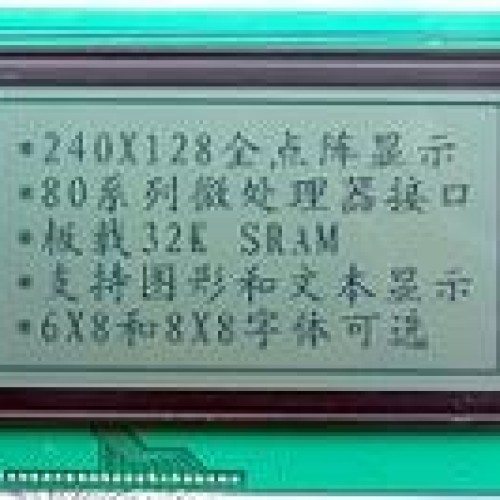 •240X128全点阵显示
•80系列微处理器接口
•板载32K SRAM
•支持图形和文本显示
•6X8和8X8字体可选